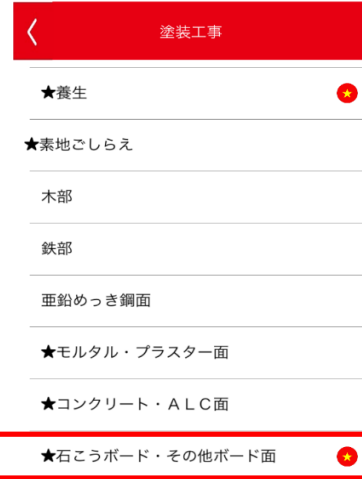 塗装工事
★養生
★素地ごしらえ
木部
鉄部
亜鉛めっき鋼面
★モルタル・プラスター面
★コンクリート・ＡＬＣ面
★石こうボード・その他ボード面